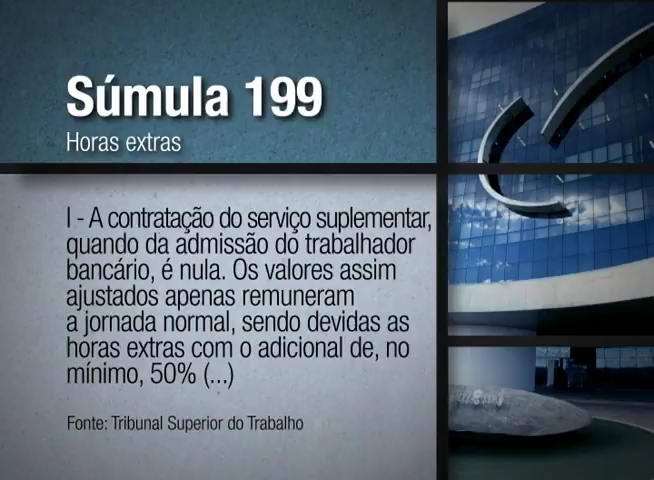 Súmula 199
Horas extras
I - A contratação do serviço suplementar,
quando da admissão do trabalhador
bancário, é nula. Os valores assim
ajustados apenas remuneram
a jornada normal, sendo devidas as
horas extras com o adicional de, no
mínimo, 50% (...)
Fonte: Tribunal Superior do Trabalho